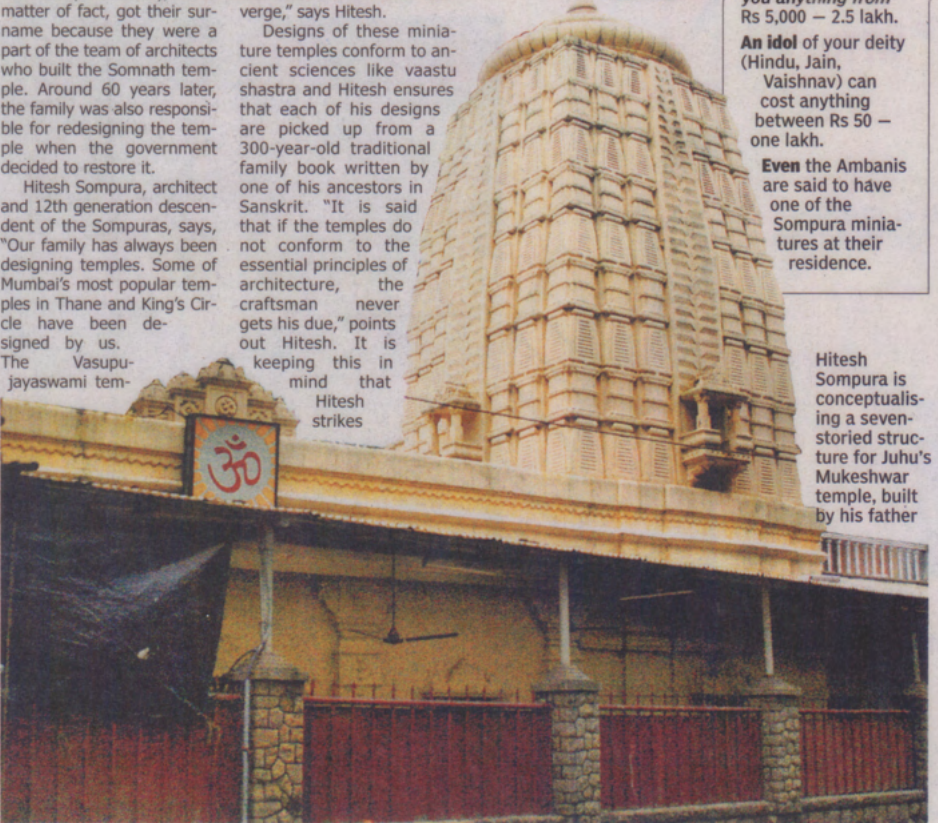 matter of fact, got their sur-
name because they were a
part of the team of architects
who built the Somnath tem-
ple. Around 60 years later,
the family was also responsi-
ble for redesigning the tem-
ple when the government
decided to restore it.
Hitesh Sompura, architect
and 12th generation descen-
dent of the Sompuras, says,
"Our family has always been
designing temples. Some of
Mumbai's most popular tem-
ples in Thane and King's Cir-
cle have been de-
signed by us.
The Vasupu-
jayaswami tem-
verge," says Hitesh.
Designs of these minia-
ture temples conform to an-
cient sciences like vaastu
shastra and Hitesh ensures
that each of his designs
are picked up from a
300-year-old traditional
family book written by
one of his ancestors in
Sanskrit. "It is said
that if the temples do
not conform to the
essential principles of
architecture, the
craftsman never
gets his due," points
out Hitesh. It is
keeping this in
mind that
Hitesh
strikes
you anything from
Rs 5,000 — 2.5 lakh.
An idol of your deity
(Hindu, Jain,
Vaishnav) can
cost anything
between Rs 50 —
one lakh.
Even the Ambanis
are said to have
one of the
Sompura minia-
tures at their
residence.
Hitesh
Sompura is
conceptualis-
ing a seven-
storied struc-
ture for Juhu's
Mukeshwar
temple, built
by his father
ॐ